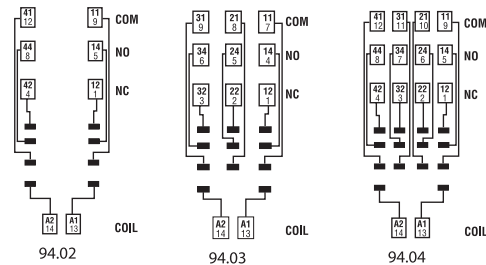 41 11 COM
12 9
44 14 NO
8 5
42 12 NC
4 1
A2 A1 COIL
14 13
94.02
31 21 11 COM
9 8 7
34 24 14 NO
6 5 4
32 22 12 NC
3 2 1
A2 A1 COIL
14 13
94.03
41 31 21 11 COM
12 11 10 9
44 34 24 14 NO
8 7 6 5
42 32 22 12 NC
4 3 2 1
A2 A1 COIL
14 13
94.04